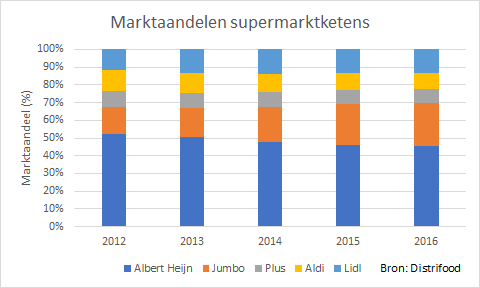 Marktaandelen supermarktketens
Marktaandeel (%)
100%
90%
80%
70%
60%
50%
40%
30%
20%
10%
0%
2012 2013 2014 2015 2016
Albert Heijn Jumbo Plus Aldi Lidl Bron: Distrifood